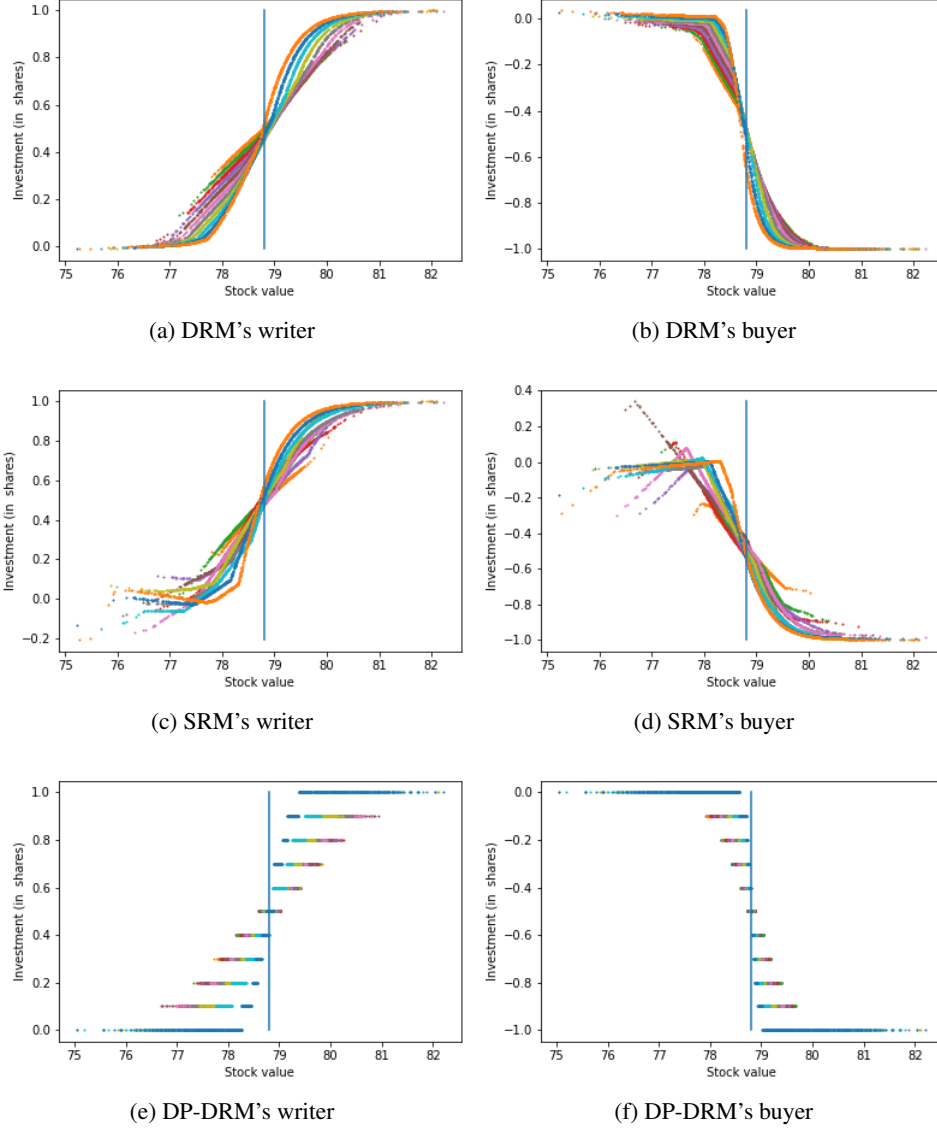 1.0
0.8
0.6
0.4
0.2
0.0
Investment (in shares)
75 76 77 78 79 80 81 82
Stock value
(a) DRM's writer
0.0
−0.2
−0.4
−0.6
−0.8
−1.0
Investment (in shares)
75 76 77 78 79 80 81 82
Stock value
(b) DRM's buyer
1.0
0.8
0.6
0.4
0.2
0.0
−0.2
Investment (in shares)
75 76 77 78 79 80 81 82
Stock value
(c) SRM's writer
0.4
0.2
0.0
−0.2
−0.4
−0.6
−0.8
−1.0
Investment (in shares)
75 76 77 78 79 80 81 82
Stock value
(d) SRM's buyer
1.0
0.8
0.6
0.4
0.2
0.0
Investment (in shares)
75 76 77 78 79 80 81 82
Stock value
(e) DP-DRM's writer
0.0
−0.2
−0.4
−0.6
−0.8
−1.0
Investment (in shares)
75 76 77 78 79 80 81 82
Stock value
(f) DP-DRM's buyer